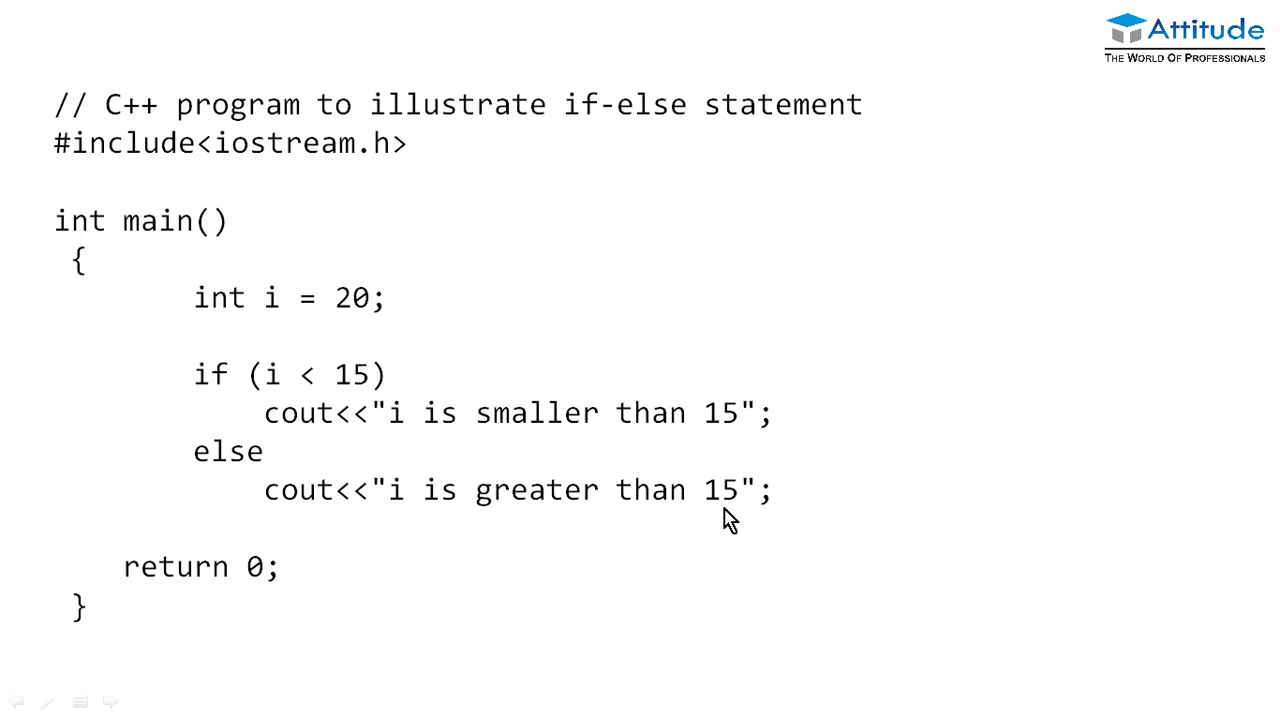 Attitude
THE WORLD OF PROFESSIONALS
// C++ program to illustrate if-else statement
#include<iostream.h>
int main()
{
int i = 20;
if (i < 15)
cout<<"i is smaller than 15";
else
cout<<"i is greater than 15";
return 0;
}